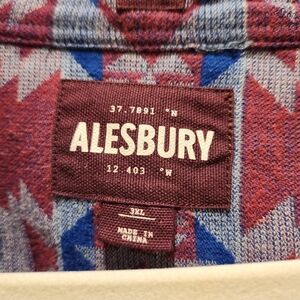 37.7891 °N
ALESBURY
12 403 °W
3XL
MADE IN
CHINA